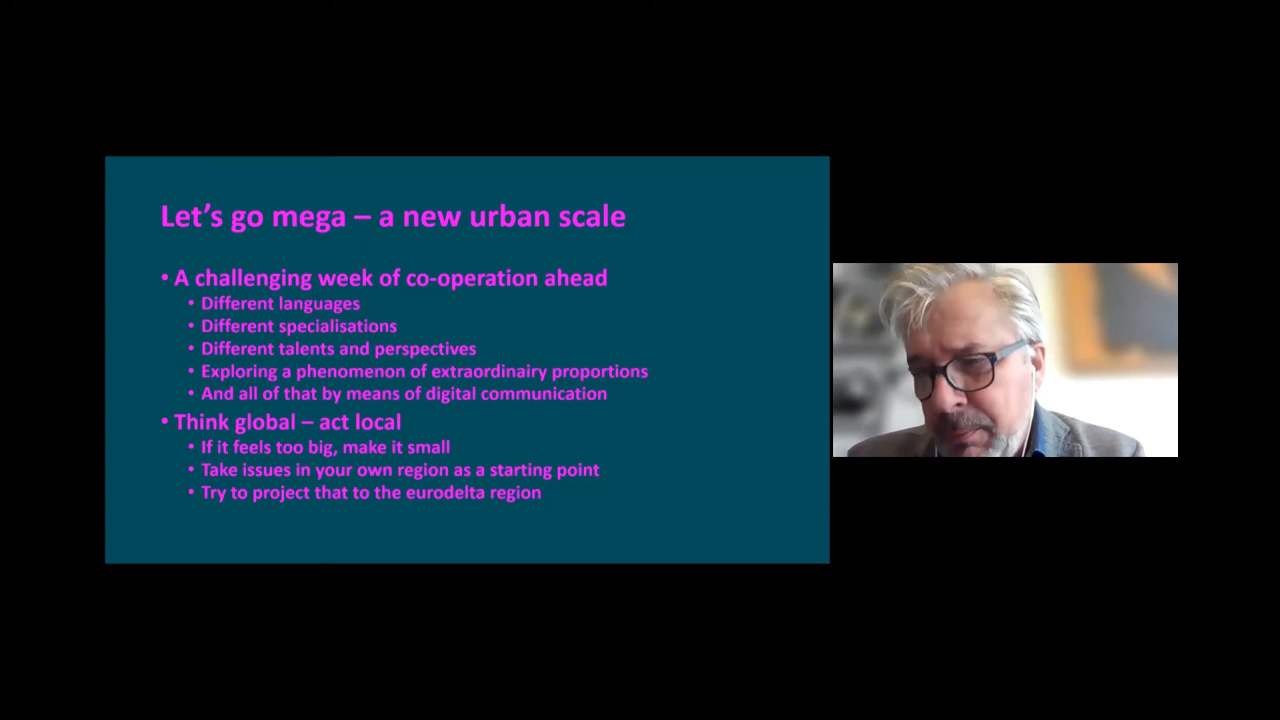 Let's go mega – a new urban scale
• A challenging week of co-operation ahead
• Different languages
• Different specialisations
• Different talents and perspectives
• Exploring a phenomenon of extraordinairy proportions
• And all of that by means of digital communication
• Think global – act local
• If it feels too big, make it small
• Take issues in your own region as a starting point
• Try to project that to the eurodelta region